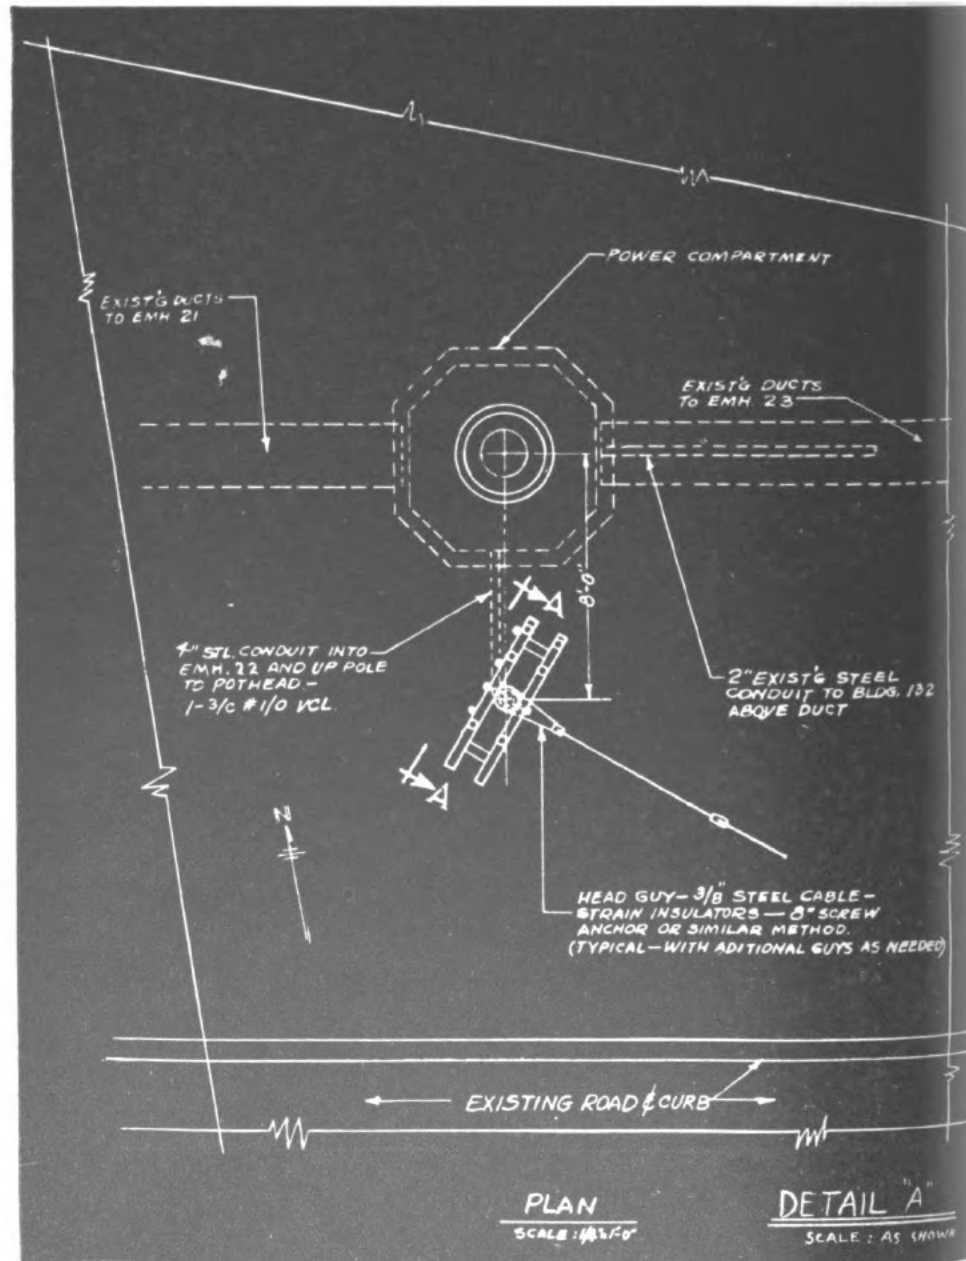 POWER COMPARTMENT
EXIST'G DUCTS
TO EMH 21
EXIST'G DUCTS
TO EMH 23
8'-0"
A
4" STL. CONDUIT INTO
EMH. 22 AND UP POLE
TO POTHEAD –
1-3/C #1/0 VCL
2" EXIST'G STEEL
CONDUIT TO BLDG. 132
ABOVE DUCT
A
N
HEAD GUY – 3/8" STEEL CABLE –
STRAIN INSULATORS — 8" SCREW
ANCHOR OR SIMILAR METHOD.
(TYPICAL – WITH ADITIONAL GUYS AS NEEDED)
EXISTING ROAD & CURB
PLAN
SCALE:
DETAIL "A"
SCALE: AS SHOWN